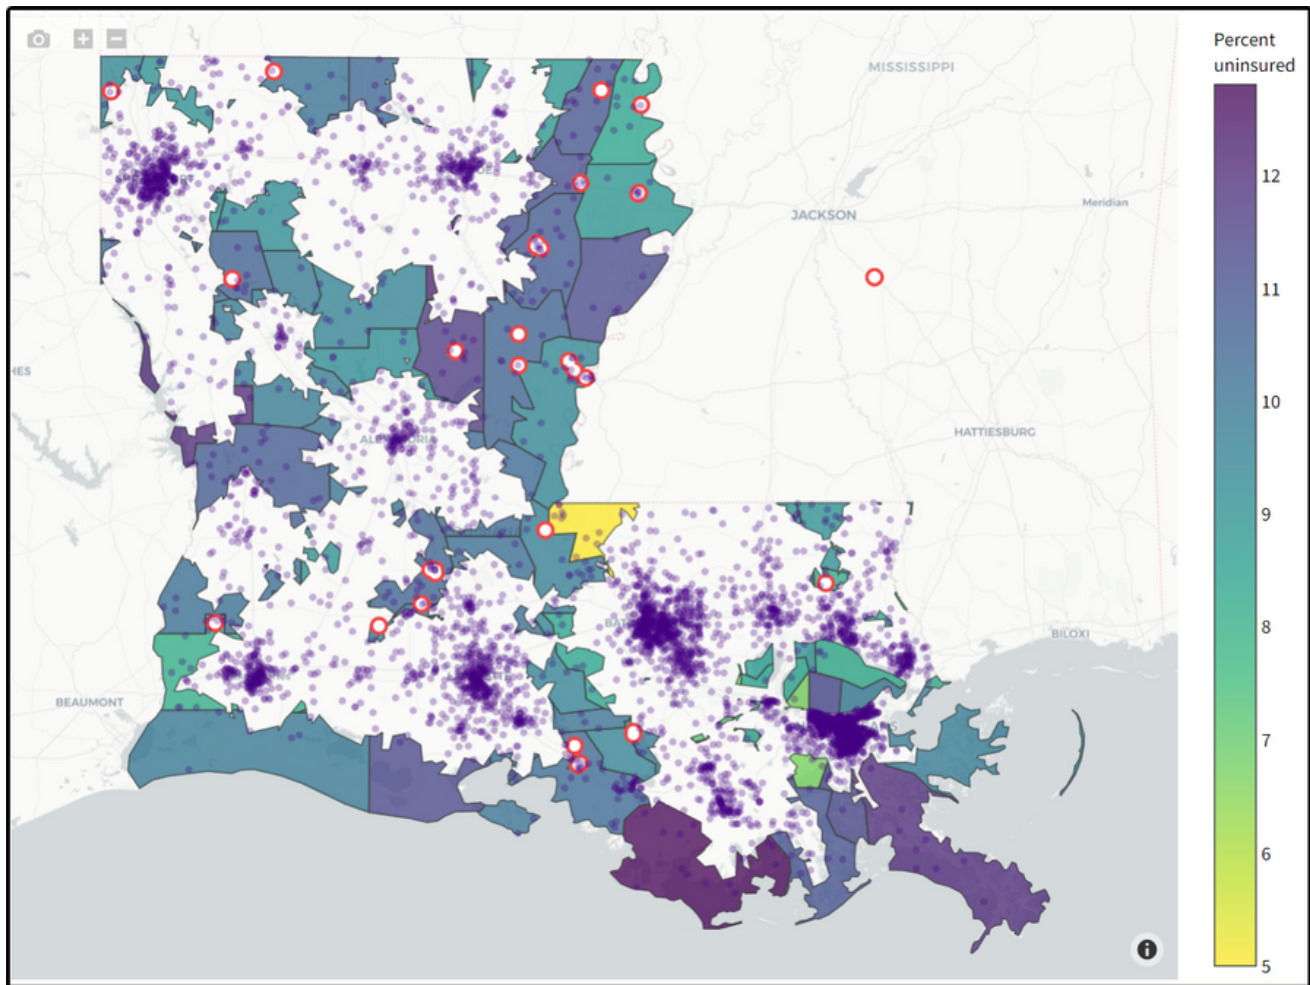 Percent
uninsured
MISSISSIPPI
12
JACKSON
Meridian
11
10
HATTIESBURG
9
8
BILOXI
BEAUMONT
7
6
5